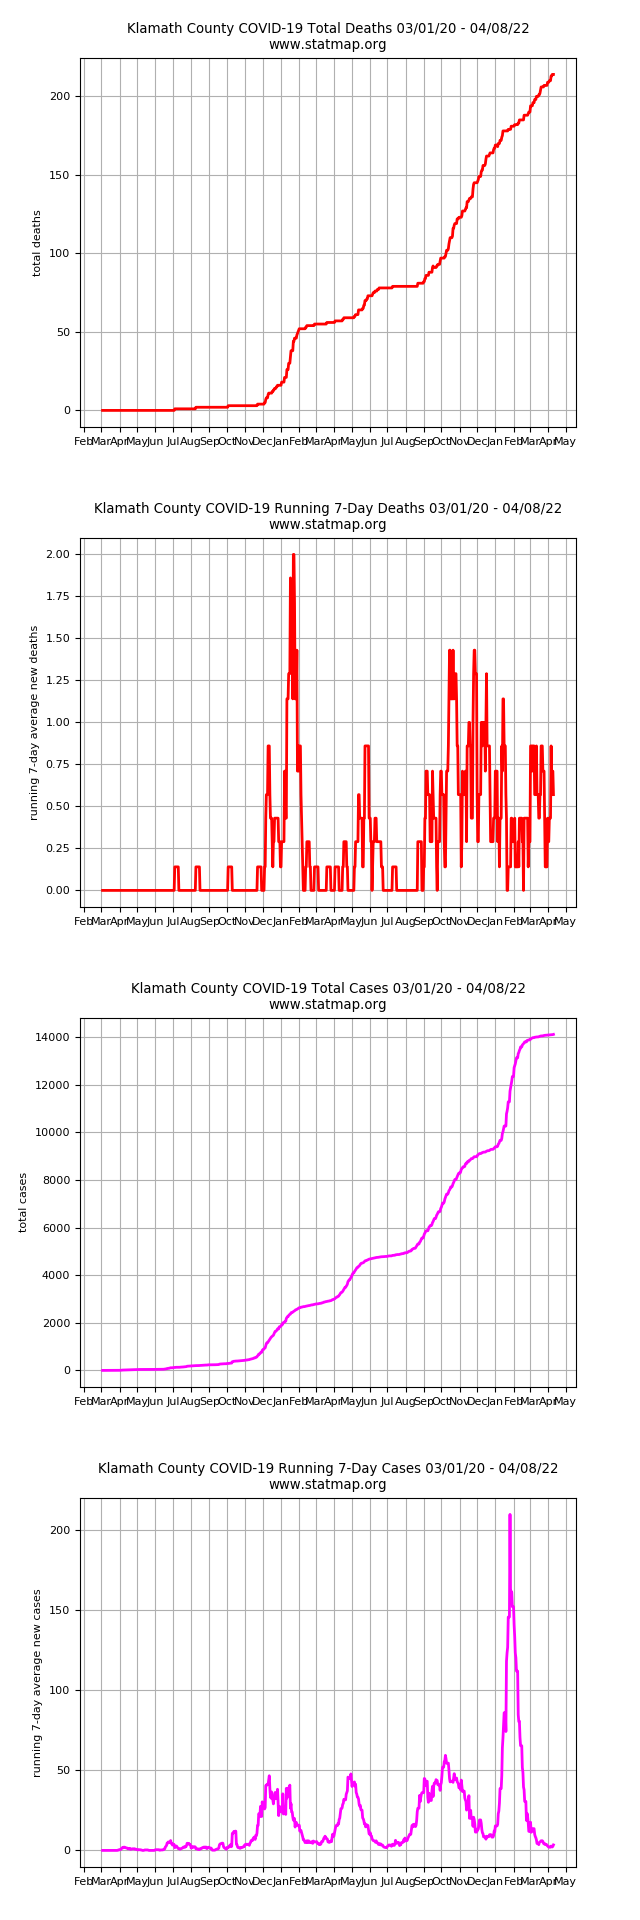 Klamath County COVID-19 Total Deaths 03/01/20 - 04/08/22
www.statmap.org
total deaths
200
150
100
50
0
Feb Mar Apr May Jun Jul Aug Sep Oct Nov Dec Jan Feb Mar Apr May Jun Jul Aug Sep Oct Nov Dec Jan Feb Mar Apr May
Klamath County COVID-19 Running 7-Day Deaths 03/01/20 - 04/08/22
www.statmap.org
running 7-day average new deaths
2.00
1.75
1.50
1.25
1.00
0.75
0.50
0.25
0.00
Feb Mar Apr May Jun Jul Aug Sep Oct Nov Dec Jan Feb Mar Apr May Jun Jul Aug Sep Oct Nov Dec Jan Feb Mar Apr May
Klamath County COVID-19 Total Cases 03/01/20 - 04/08/22
www.statmap.org
total cases
14000
12000
10000
8000
6000
4000
2000
0
Feb Mar Apr May Jun Jul Aug Sep Oct Nov Dec Jan Feb Mar Apr May Jun Jul Aug Sep Oct Nov Dec Jan Feb Mar Apr May
Klamath County COVID-19 Running 7-Day Cases 03/01/20 - 04/08/22
www.statmap.org
running 7-day average new cases
200
150
100
50
0
Feb Mar Apr May Jun Jul Aug Sep Oct Nov Dec Jan Feb Mar Apr May Jun Jul Aug Sep Oct Nov Dec Jan Feb Mar Apr May